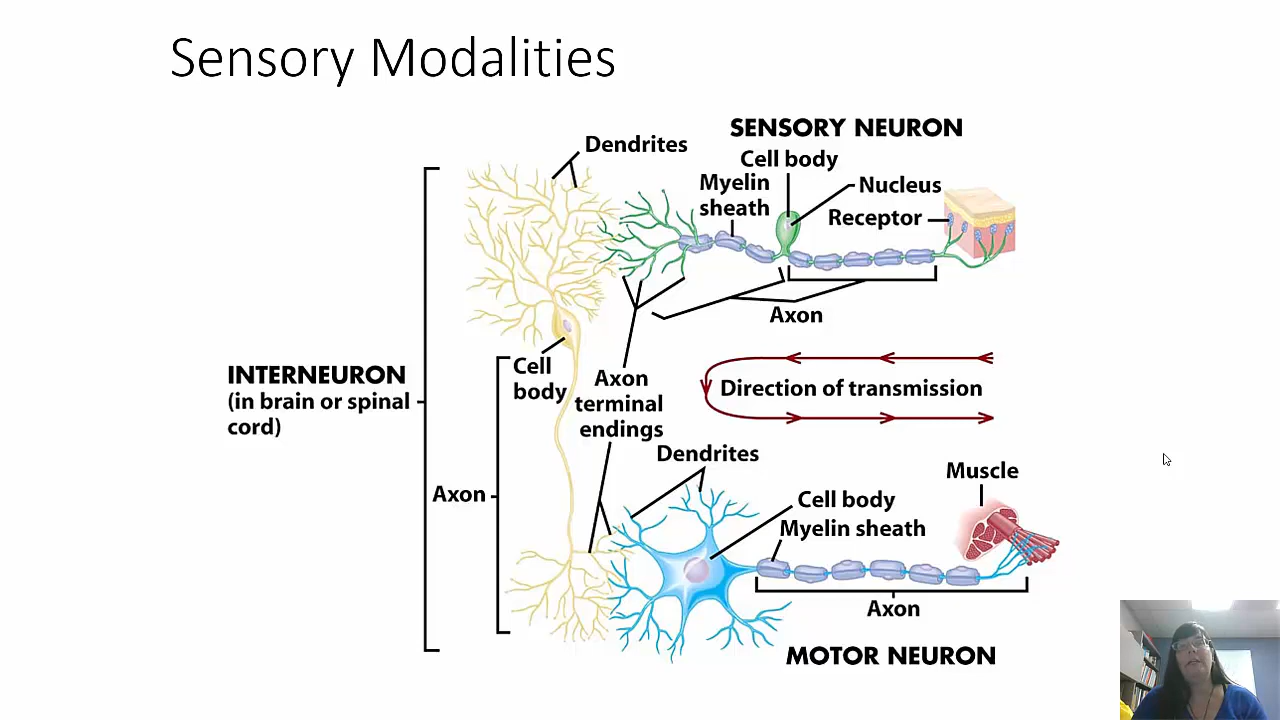 Sensory Modalities
SENSORY NEURON
Dendrites
Cell body
Myelin
sheath
Nucleus
Receptor
Axon
INTERNEURON
(in brain or spinal
cord)
Cell
body
Axon
terminal
endings
Direction of transmission
Axon
Dendrites
Muscle
Cell body
Myelin sheath
Axon
MOTOR NEURON